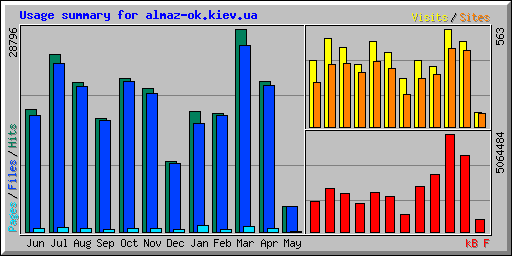 Usage summary for almaz-ok.kiev.ua
Visits / Sites
28796
563
Pages / Files / Hits
5064484
Jun Jul Aug Sep Oct Nov Dec Jan Feb Mar Apr May
kB F